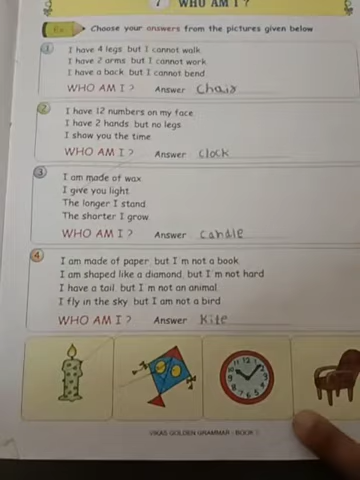 7 WHO AM I ?
Choose your answers from the pictures given below
1 I have 4 legs but I cannot walk
I have 2 arms but I cannot work
I have a back but I cannot bend
WHO AM I ? Answer Chair
2 I have 12 numbers on my face
I have 2 hands but no legs
I show you the time
WHO AM I ? Answer clock
3 I am made of wax
I give you light
The longer I stand
The shorter I grow
WHO AM I ? Answer candle
4 I am made of paper but I'm not a book
I am shaped like a diamond but I'm not hard
I have a tail but I'm not an animal
I fly in the sky but I am not a bird
WHO AM I ? Answer Kite
VIKAS GOLDEN GRAMMAR - BOOK